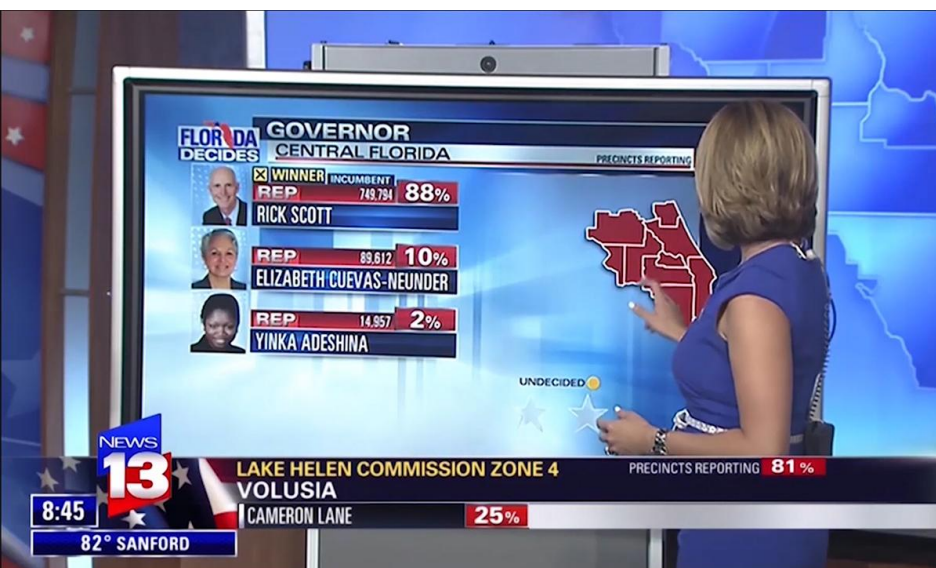 FLORIDA
DECIDES
GOVERNOR
CENTRAL FLORIDA
PRECINCTS REPORTING
WINNER
INCUMBENT
REP 749,794 88%
RICK SCOTT
REP 89,612 10%
ELIZABETH CUEVAS-NEUNDER
REP 14,957 2%
YINKA ADESHINA
UNDECIDED
NEWS
13
LAKE HELEN COMMISSION ZONE 4
PRECINCTS REPORTING 81%
VOLUSIA
CAMERON LANE 25%
8:45
82° SANFORD